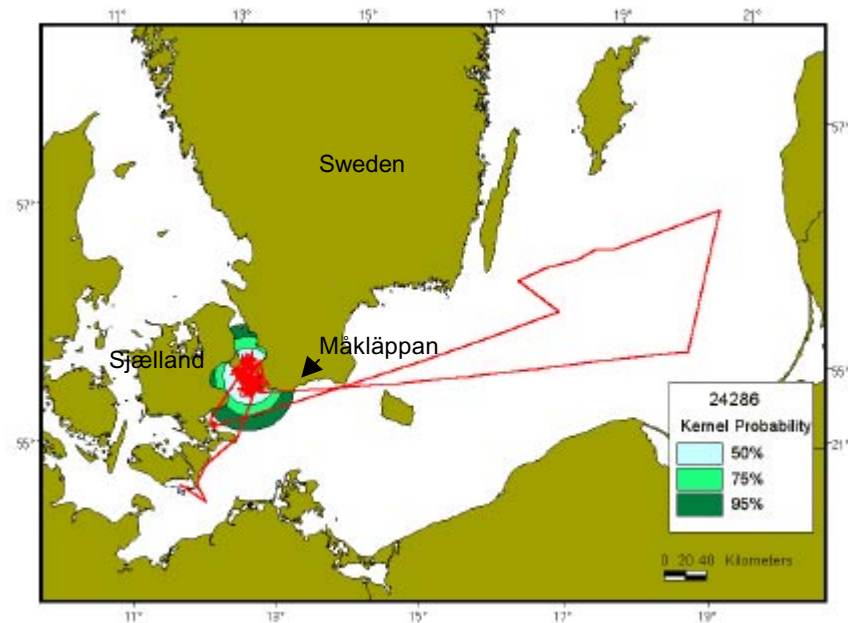 11° 13° 15° 17° 19° 21°
57°
Sweden
57°
Sjælland
Måkläppan
55°
24286
Kernel Probability
55°
21°
50%
75%
95%
0 20 40 Kilometers
11° 13° 15° 17° 19°